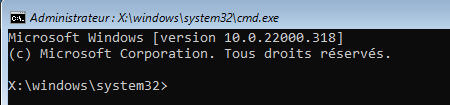 Administrateur : X:\windows\system32\cmd.exe
Microsoft Windows [version 10.0.22000.318]
(c) Microsoft Corporation. Tous droits réservés.
X:\windows\system32>